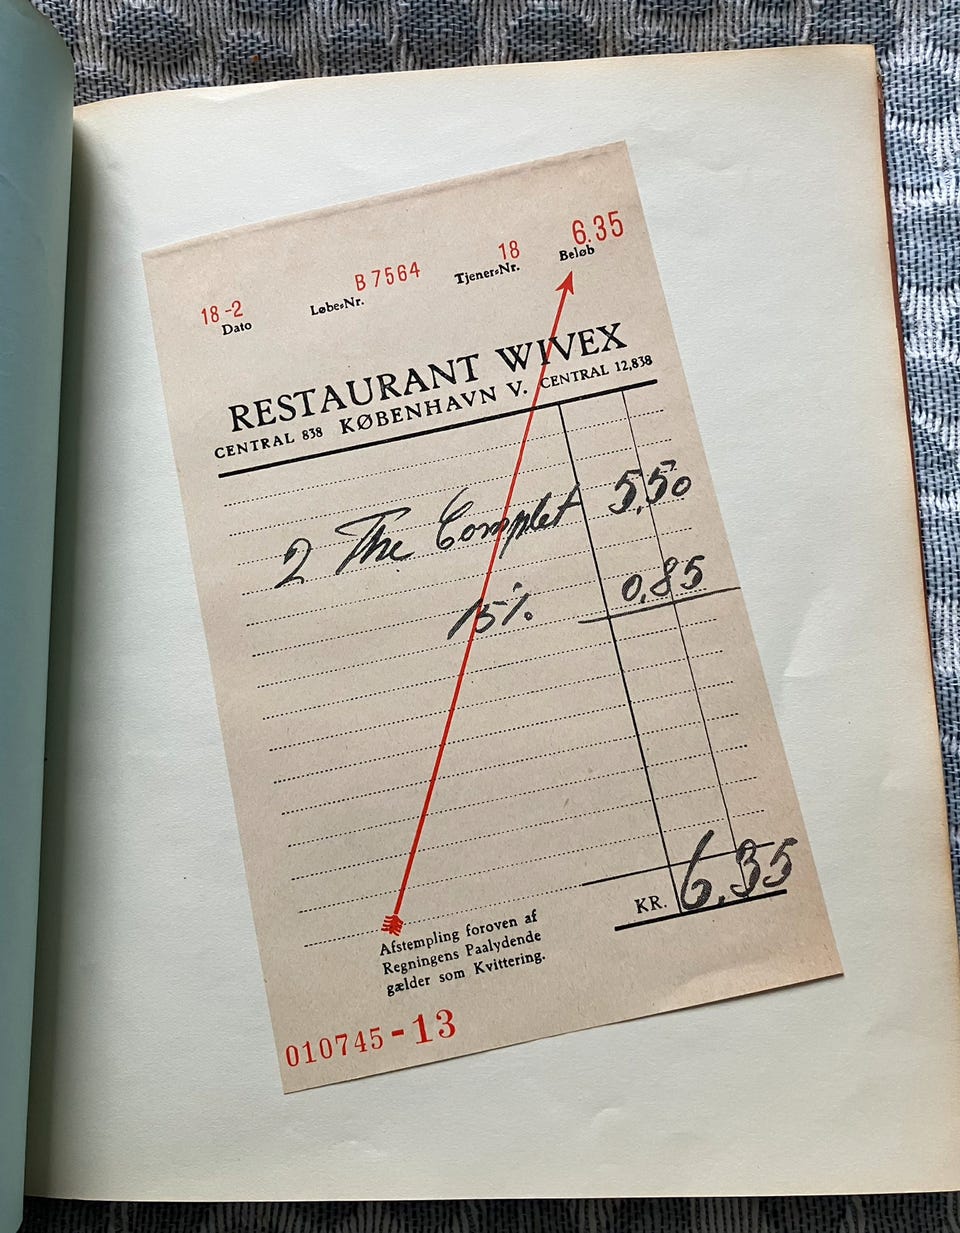 18-2 B 7564 18 6.35
Dato Løbe=Nr. Tjener=Nr. Beløb
RESTAURANT WIVEX
CENTRAL 838 KØBENHAVN V. CENTRAL 12,838
2 The Complet 5,50
15% 0,85
KR. 6,35
Afstempling foroven af
Regningens Paalydende
gælder som Kvittering.
010745-13